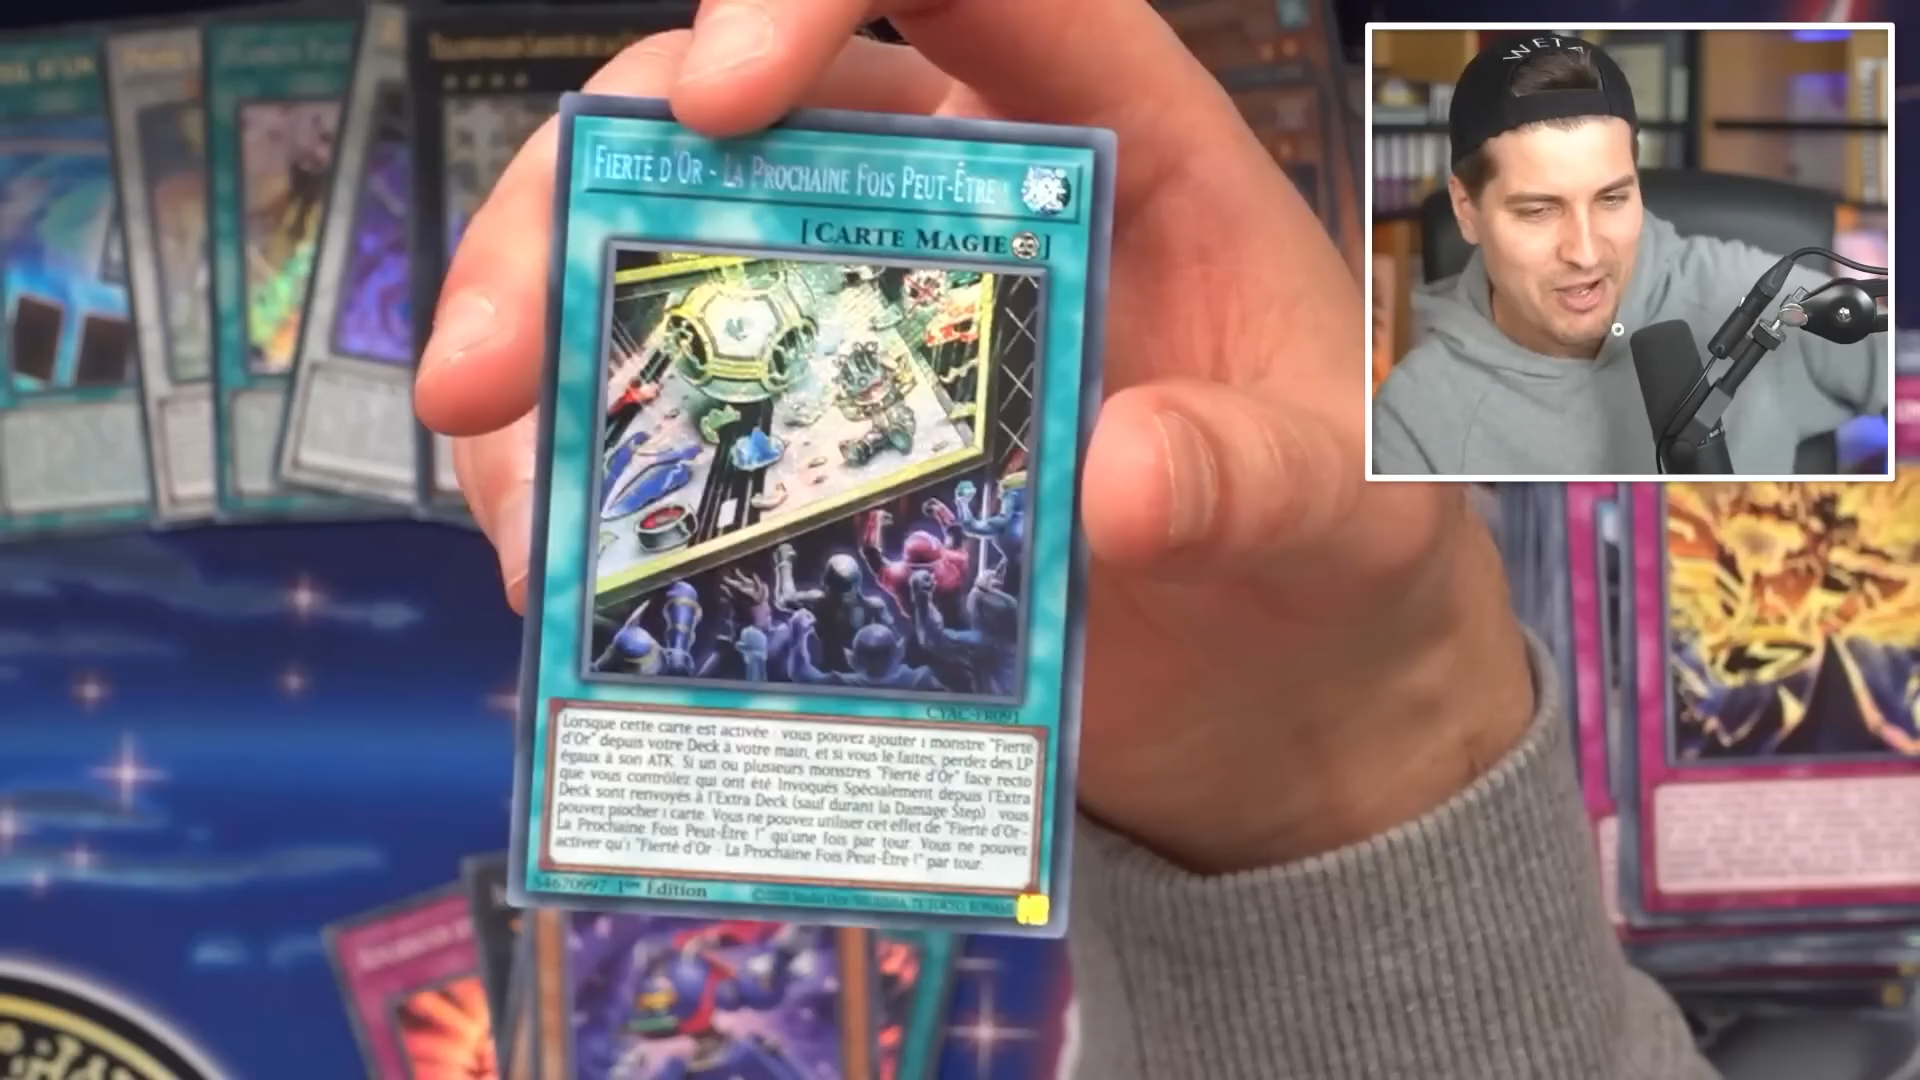 WETA
FIERTÉ D'OR - LA PROCHAINE FOIS PEUT-ÊTRE !
[CARTE MAGIE]
CYAC-FR091
Lorsque cette carte est activée : vous pouvez ajouter 1 monstre "Fierté
d'Or" depuis votre Deck à votre main, et si vous le faites, perdez des LP
égaux à son ATK. Si un ou plusieurs monstres "Fierté d'Or" face recto
que vous contrôlez qui ont été Invoqués Spécialement depuis l'Extra
Deck sont renvoyés à l'Extra Deck (sauf durant la Damage Step) : vous
pouvez piocher 1 carte. Vous ne pouvez utiliser cet effet de "Fierté d'Or -
La Prochaine Fois Peut-Être !" qu'une fois par tour. Vous ne pouvez
activer qu'1 "Fierté d'Or - La Prochaine Fois Peut-Être !" par tour.
54670997 1ère Édition